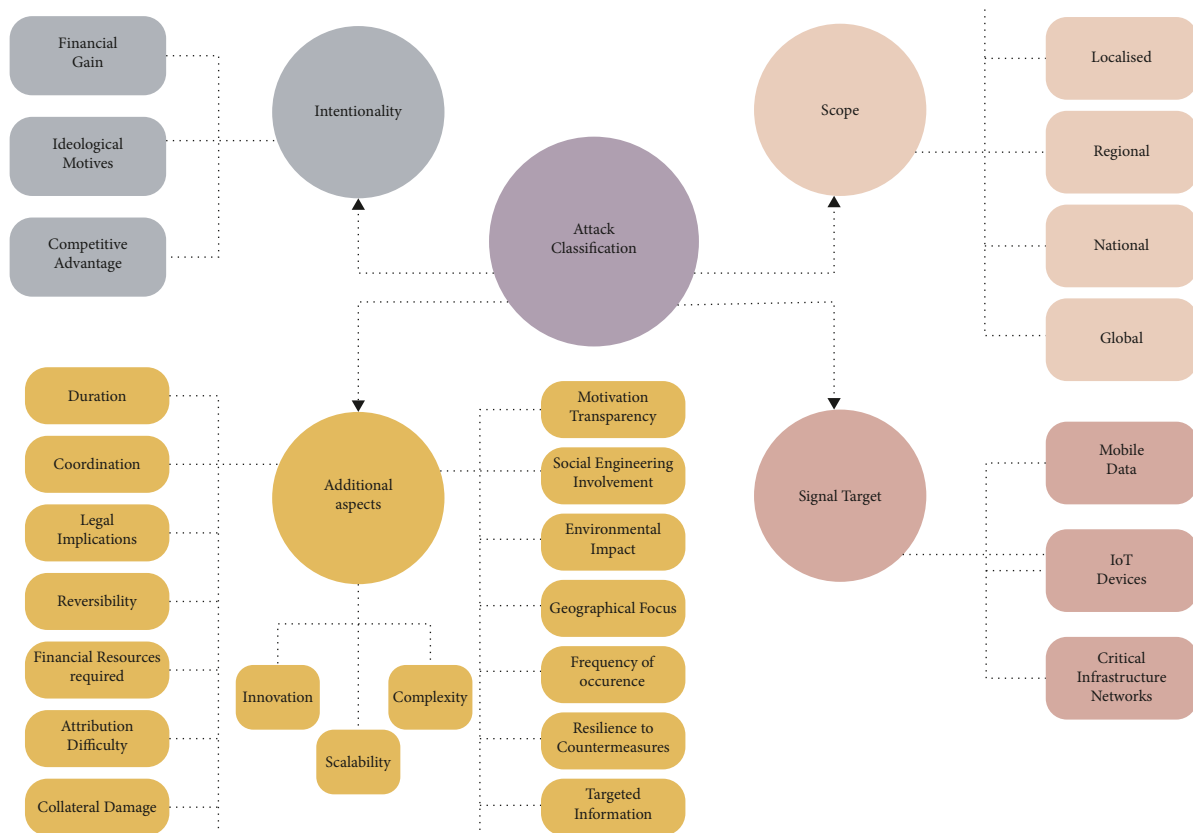 Financial
Gain
Ideological
Motives
Competitive
Advantage
Intentionality
Attack
Classification
Scope
Localised
Regional
National
Global
Duration
Coordination
Legal
Implications
Reversibility
Financial Resources
required
Attribution
Difficulty
Collateral Damage
Additional
aspects
Innovation
Scalability
Complexity
Motivation
Transparency
Social Engineering
Involvement
Environmental
Impact
Geographical Focus
Frequency of
occurence
Resilience to
Countermeasures
Targeted
Information
Signal Target
Mobile
Data
IoT
Devices
Critical
Infrastructure
Networks